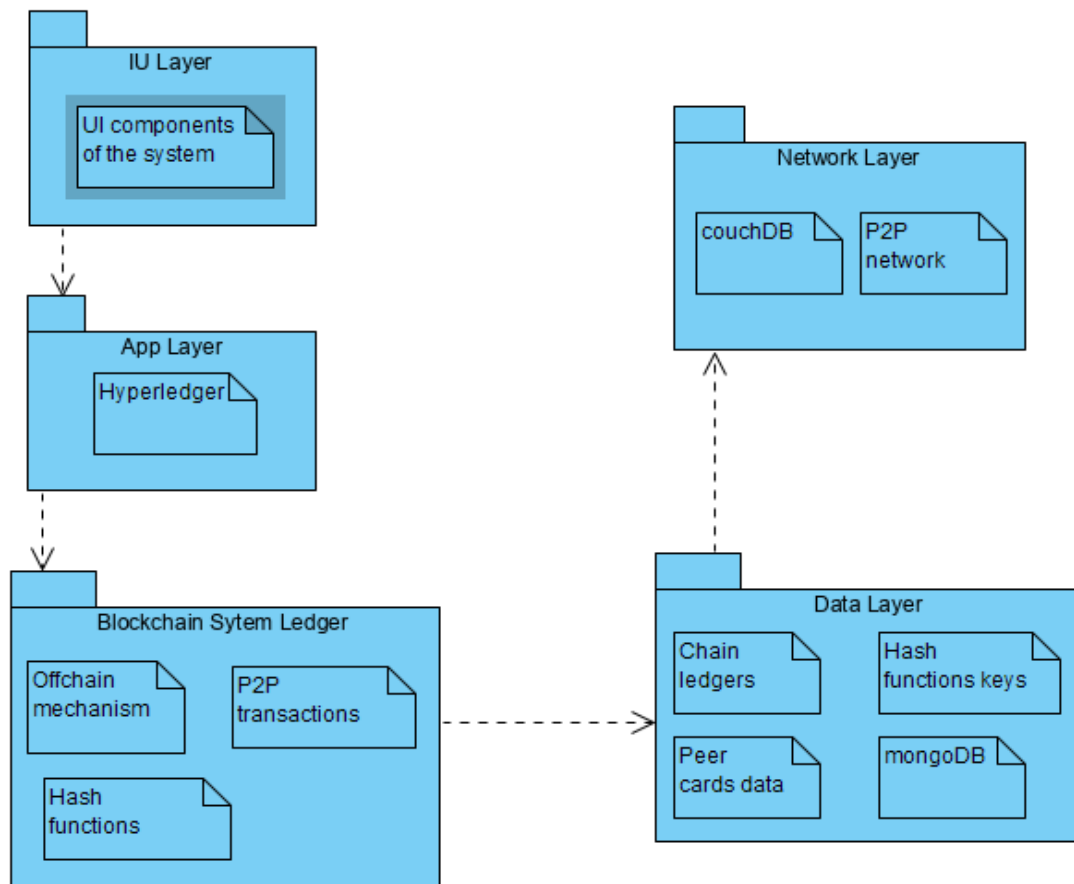 IU Layer
UI components
of the system
App Layer
Hyperledger
Blockchain Sytem Ledger
Offchain
mechanism
P2P
transactions
Hash
functions
Network Layer
couchDB
P2P
network
Data Layer
Chain
ledgers
Hash
functions keys
Peer
cards data
mongoDB